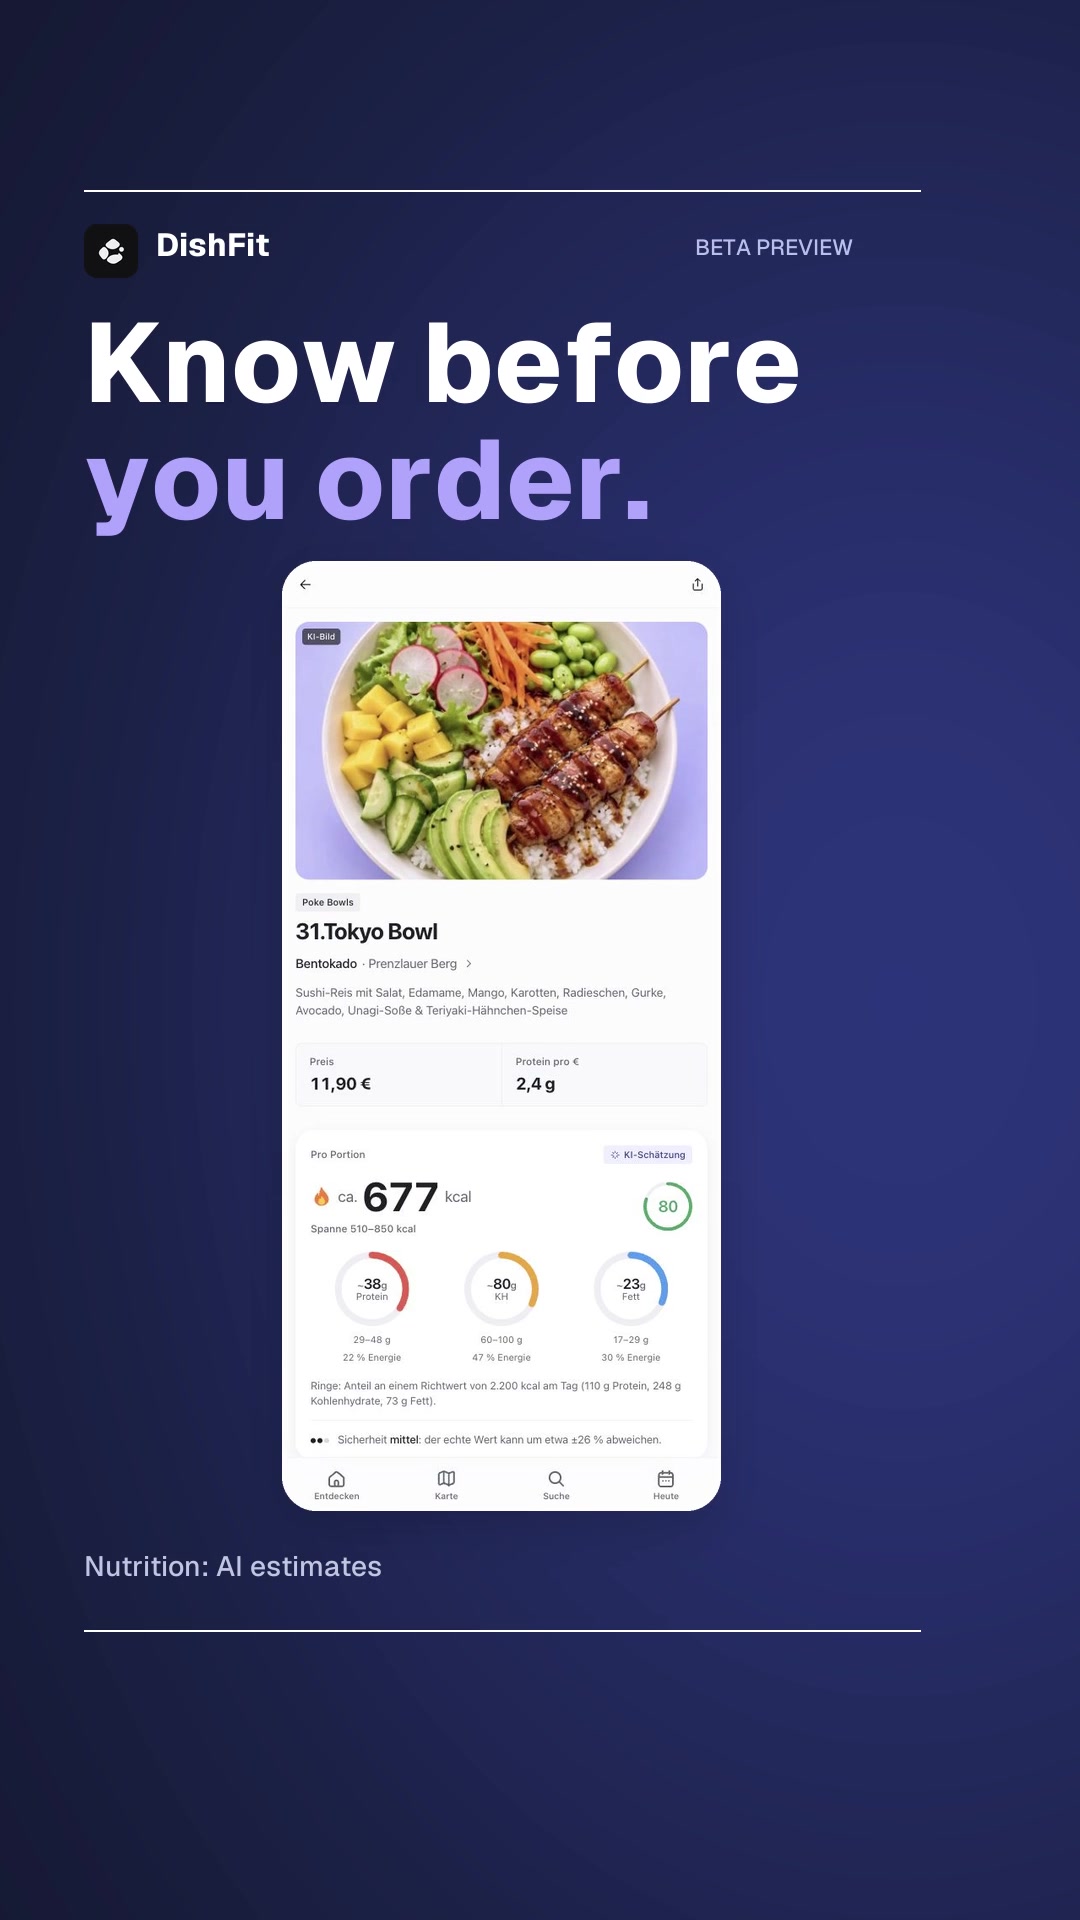 DishFit
BETA PREVIEW
Know before
you order.
KI-Bild
Poke Bowls
31.Tokyo Bowl
Bentokado · Prenzlauer Berg
Sushi-Reis mit Salat, Edamame, Mango, Karotten, Radieschen, Gurke,
Avocado, Unagi-Soße & Teriyaki-Hähnchen-Speise
Preis
11,90 €
Protein pro €
2,4 g
Pro Portion
KI-Schätzung
ca. 677 kcal
80
Spanne 510–850 kcal
~38g
Protein
29–48 g
22 % Energie
~80g
KH
60–100 g
47 % Energie
~23g
Fett
17–29 g
30 % Energie
Ringe: Anteil an einem Richtwert von 2.200 kcal am Tag (110 g Protein, 248 g
Kohlenhydrate, 73 g Fett).
Sicherheit mittel: der echte Wert kann um etwa ±26 % abweichen.
Entdecken
Karte
Suche
Heute
Nutrition: AI estimates